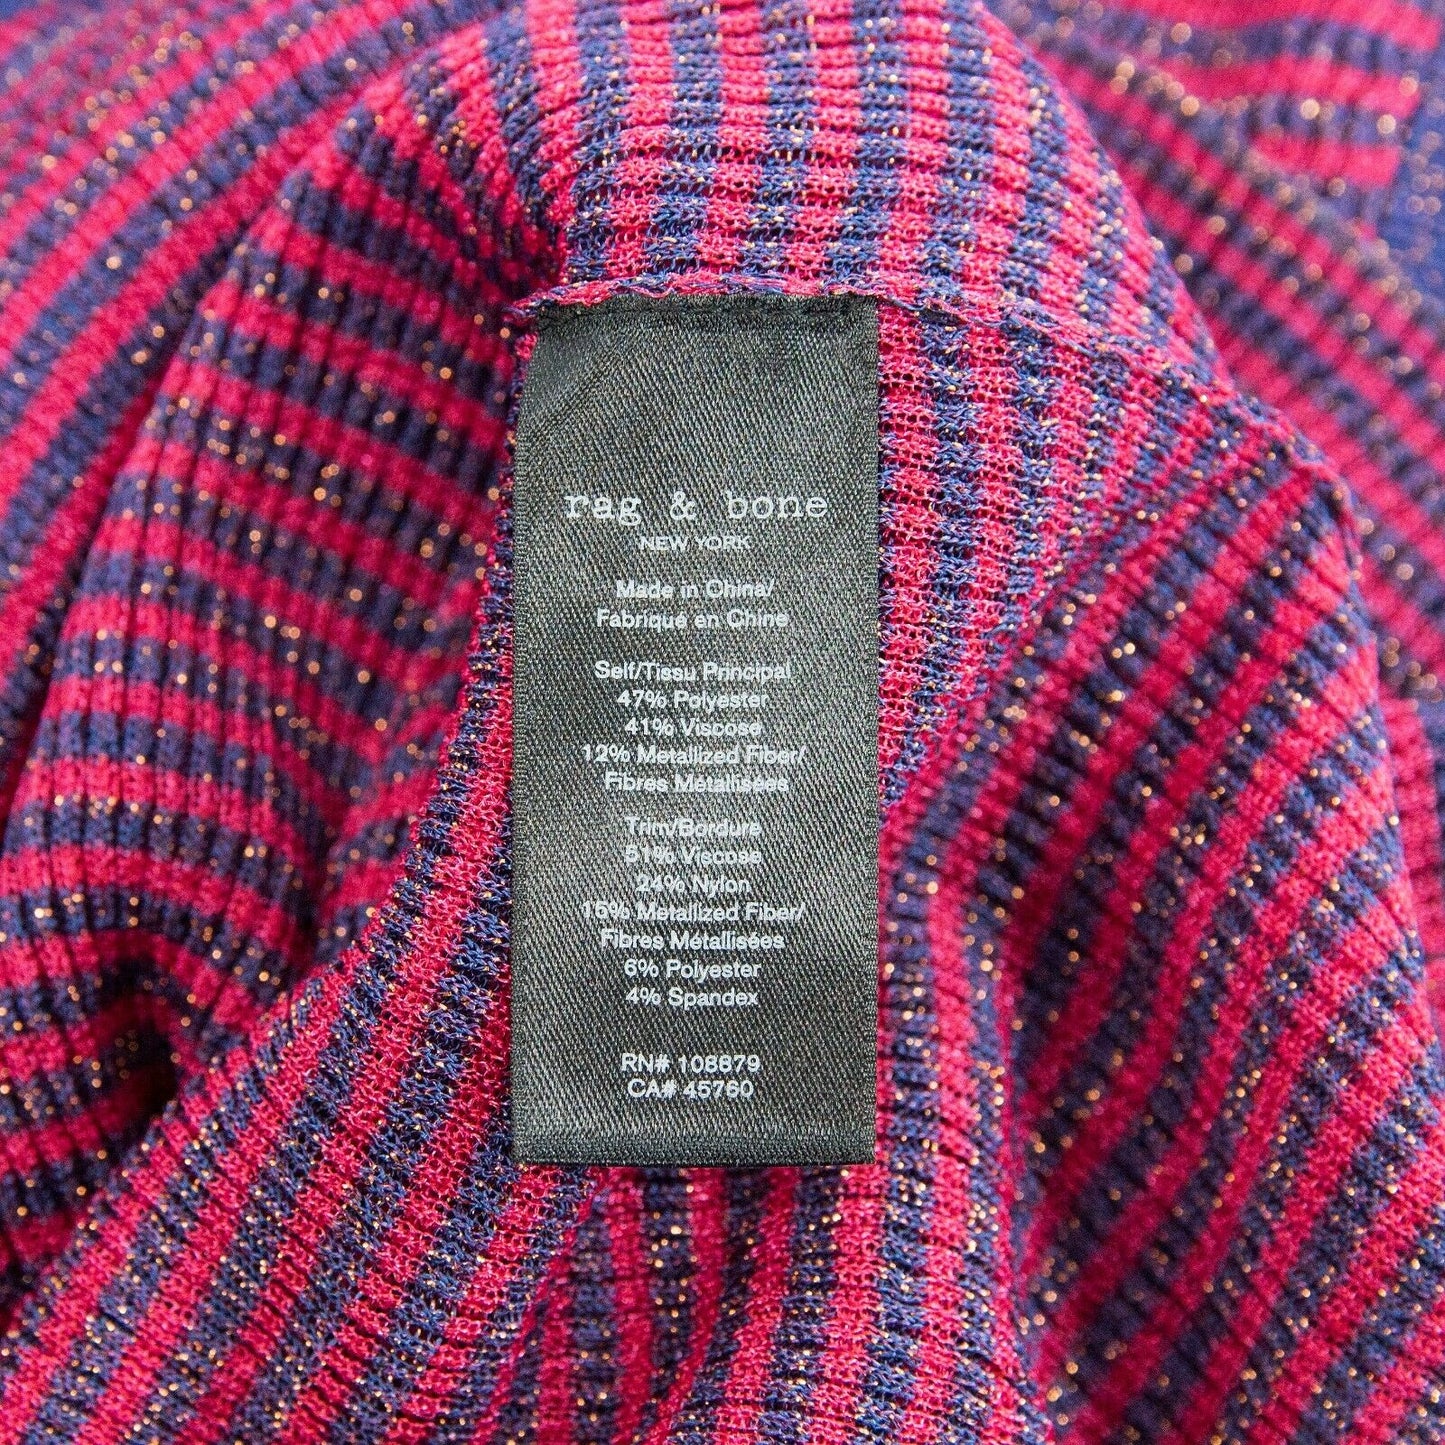 rag & bone
NEW YORK
Made in China/
Fabriqué en Chine
Self/Tissu Principal
47% Polyester
41% Viscose
12% Metallized Fiber/
Fibres Métallisées
Trim/Bordure
51% Viscose
24% Nylon
15% Metallized Fiber/
Fibres Métallisées
6% Polyester
4% Spandex
RN# 108879
CA# 45760